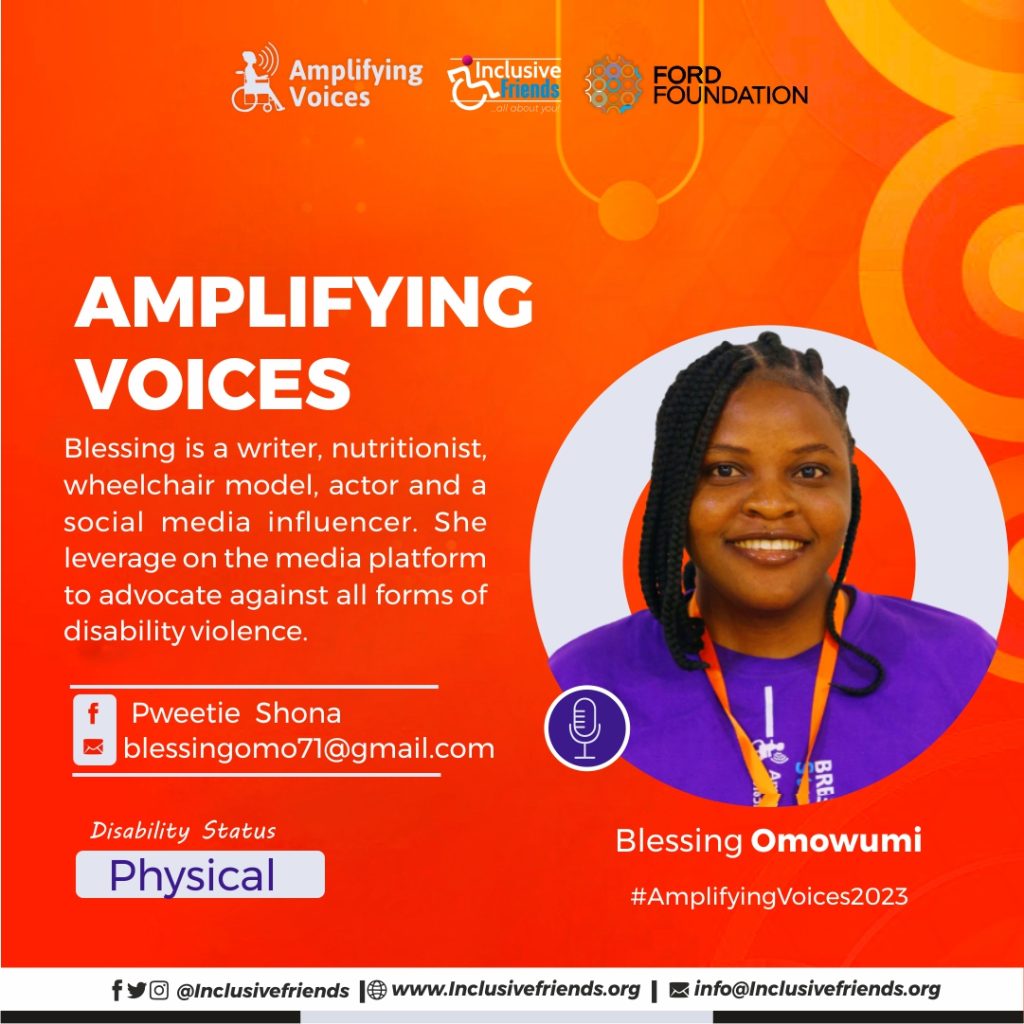 Amplifying
Voices
Inclusive
Friends
...all about you!
FORD
FOUNDATION
AMPLIFYING
VOICES
Blessing is a writer, nutritionist,
wheelchair model, actor and a
social media influencer. She
leverage on the media platform
to advocate against all forms of
disability violence.
Pweetie Shona
blessingomo71@gmail.com
Disability Status
Physical
BRE
Blessing Omowumi
#AmplifyingVoices2023
@Inclusivefriends | www.Inclusivefriends.org | info@Inclusivefriends.org